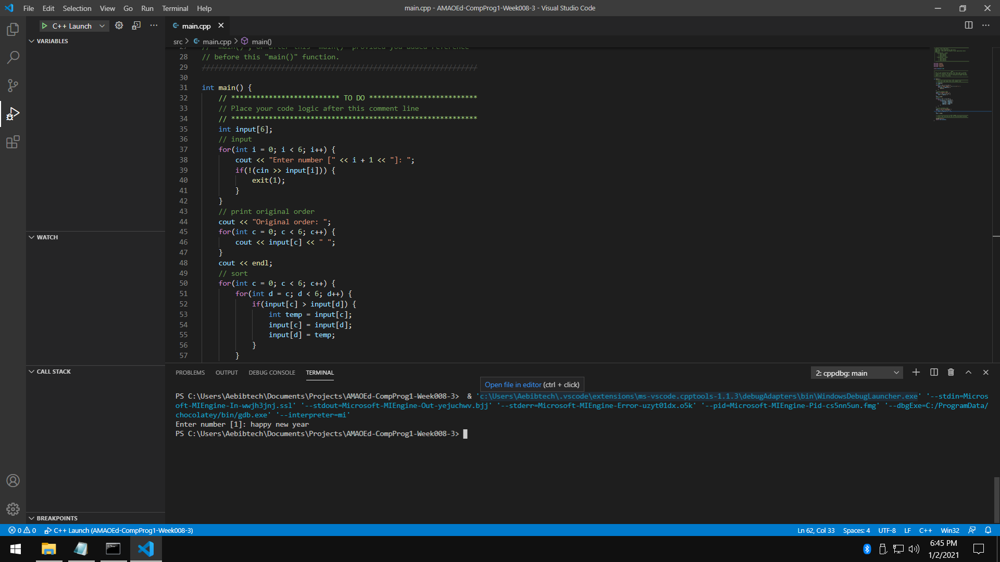 File Edit Selection View Go Run Terminal Help
main.cpp - AMAOEd-CompProg1-Week008-3 - Visual Studio Code
C++ Launch
main.cpp
VARIABLES
WATCH
CALL STACK
BREAKPOINTS
src > main.cpp > main()
27 // "main()", or after this "main()" provided you added reference
28 // before this "main()" function.
29 //////////////////////////////////////////////////////////////////
30
31 int main() {
32 // ************************** TO DO **************************
33 // Place your code logic after this comment line
34 // ***********************************************************
35 int input[6];
36 // input
37 for(int i = 0; i < 6; i++) {
38 cout << "Enter number [" << i + 1 << "]: ";
39 if(!(cin >> input[i])) {
40 exit(1);
41 }
42 }
43 // print original order
44 cout << "Original order: ";
45 for(int c = 0; c < 6; c++) {
46 cout << input[c] << " ";
47 }
48 cout << endl;
49 // sort
50 for(int c = 0; c < 6; c++) {
51 for(int d = c; d < 6; d++) {
52 if(input[c] > input[d]) {
53 int temp = input[c];
54 input[c] = input[d];
55 input[d] = temp;
56 }
57 }
PROBLEMS OUTPUT DEBUG CONSOLE TERMINAL
2: cppdbg: main
Open file in editor (ctrl + click)
PS C:\Users\Aebibtech\Documents\Projects\AMAOEd-CompProg1-Week008-3> & 'c:\Users\Aebibtech\.vscode\extensions\ms-vscode.cpptools-1.1.3\debugAdapters\bin\WindowsDebugLauncher.exe' '--stdin=Micros
oft-MIEngine-In-wwjh3jnj.ssl' '--stdout=Microsoft-MIEngine-Out-yejuchwv.bjj' '--stderr=Microsoft-MIEngine-Error-uzyt01dx.o5k' '--pid=Microsoft-MIEngine-Pid-cs5nn5un.fmg' '--dbgExe=C:/ProgramData/
chocolatey/bin/gdb.exe' '--interpreter=mi'
Enter number [1]: happy new year
PS C:\Users\Aebibtech\Documents\Projects\AMAOEd-CompProg1-Week008-3>
0 0 C++ Launch (AMAOEd-CompProg1-Week008-3)
Ln 62, Col 33 Spaces: 4 UTF-8 LF C++ Win32
6:45 PM
1/2/2021